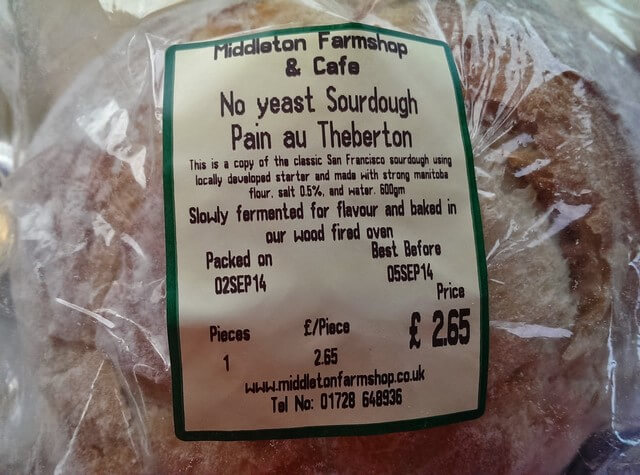 Middleton Farmshop
& Cafe
No yeast Sourdough
Pain au Theberton
This is a copy of the classic San Francisco sourdough using
locally developed starter and made with strong manitoba
flour, salt 0.5%, and water. 600gm
Slowly fermented for flavour and baked in
our wood fired oven
Packed on Best Before
02SEP14 05SEP14
Price
Pieces £/Piece £ 2.65
1 2.65
www.middletonfarmshop.co.uk
Tel No: 01728 648936